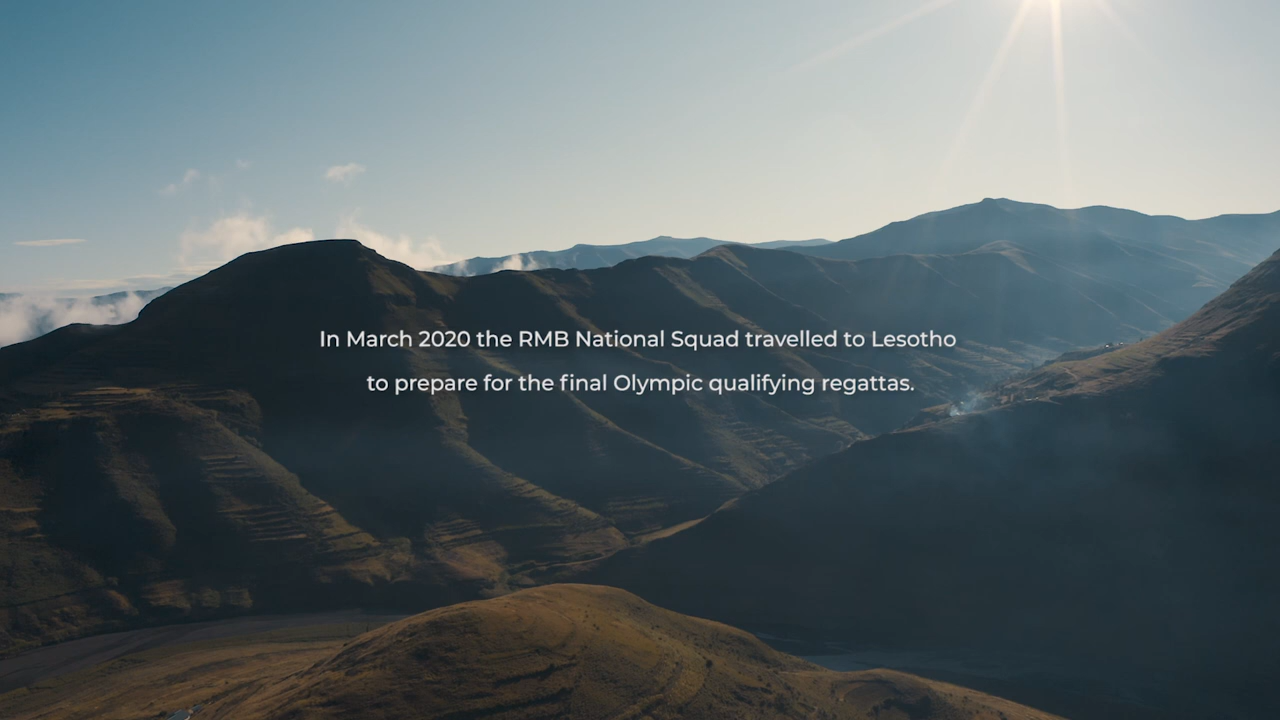 In March 2020 the RMB National Squad travelled to Lesotho
to prepare for the final Olympic qualifying regattas.